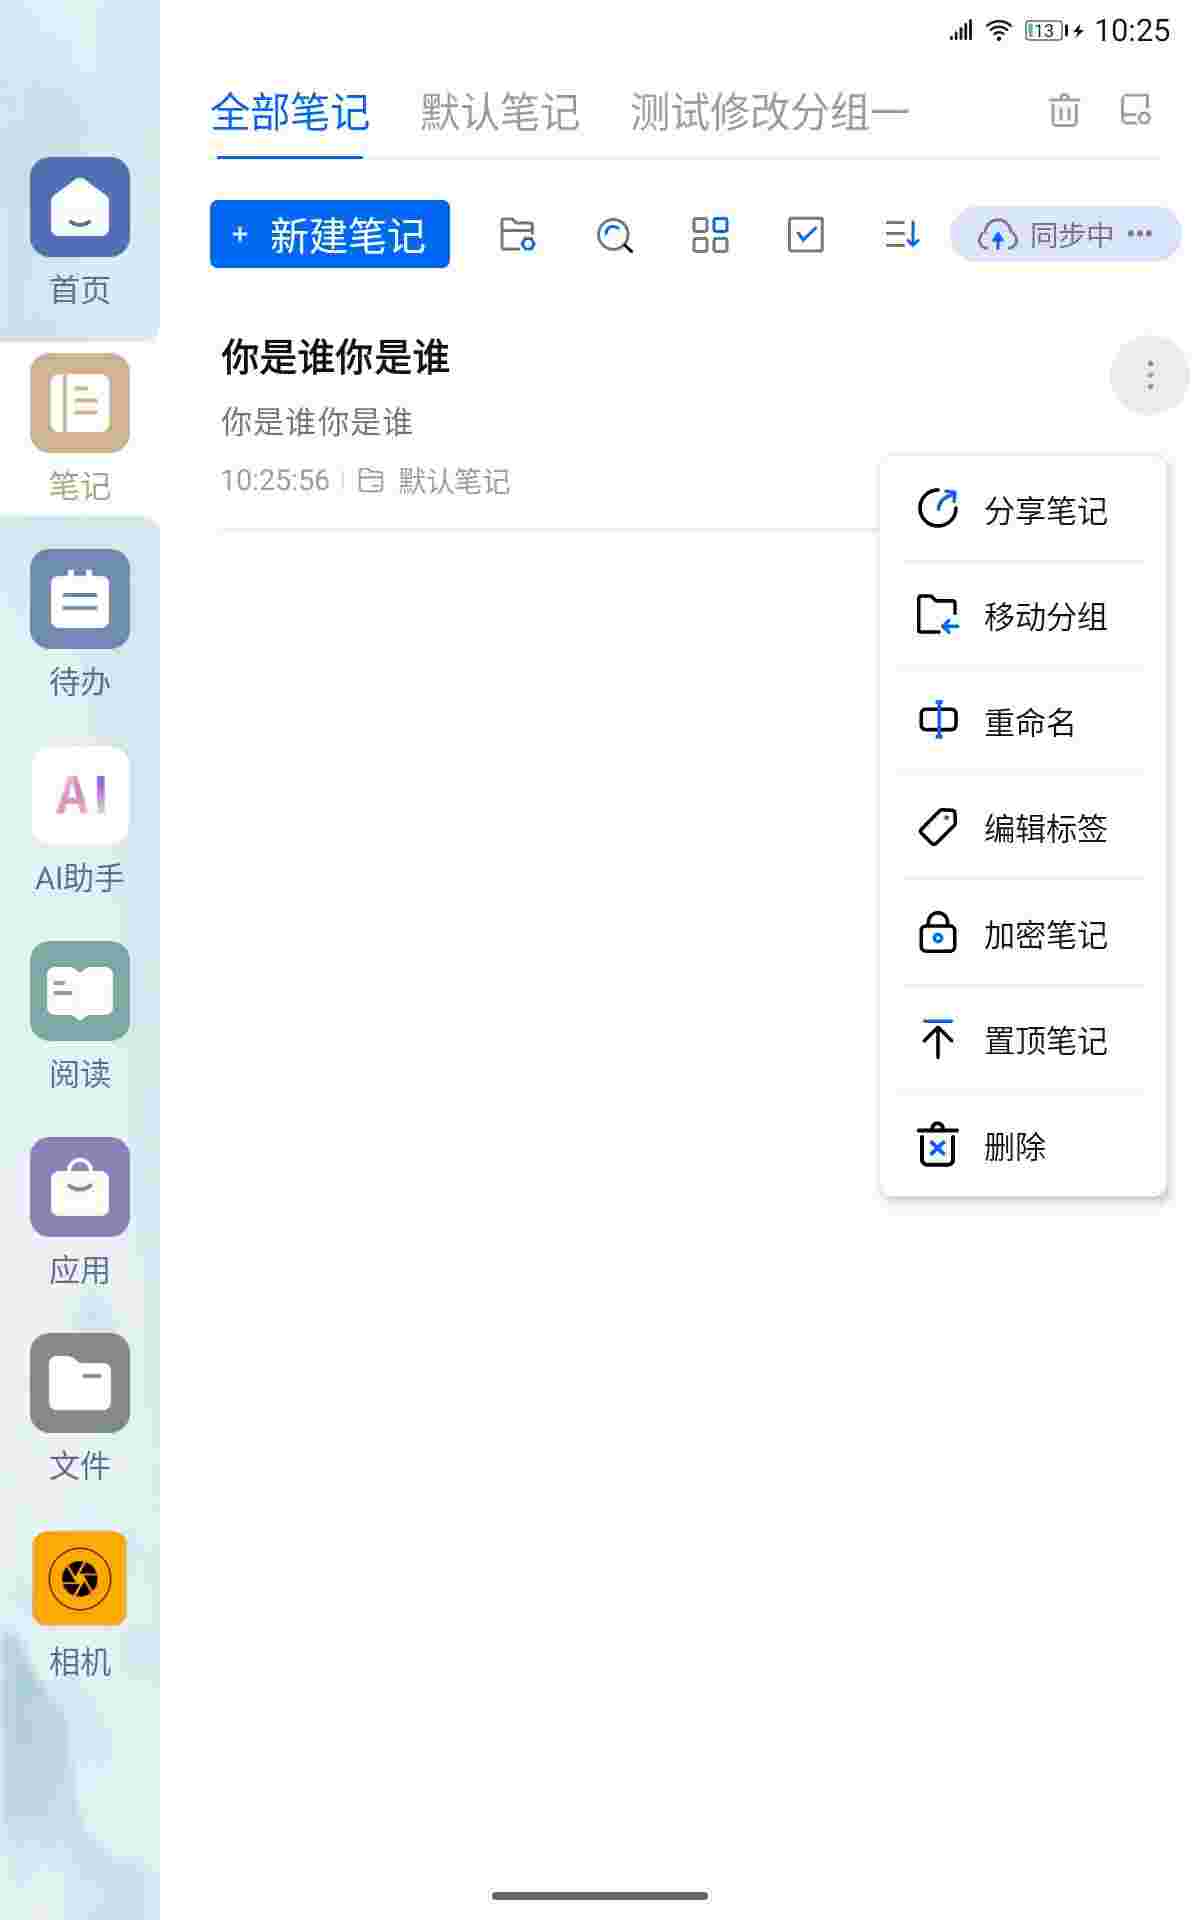 13 10:25
全部笔记 默认笔记 测试修改分组一
+ 新建笔记 同步中
首页
笔记
待办
AI
AI助手
阅读
应用
文件
相机
你是谁你是谁
你是谁你是谁
10:25:56 默认笔记
分享笔记
移动分组
重命名
编辑标签
加密笔记
置顶笔记
删除